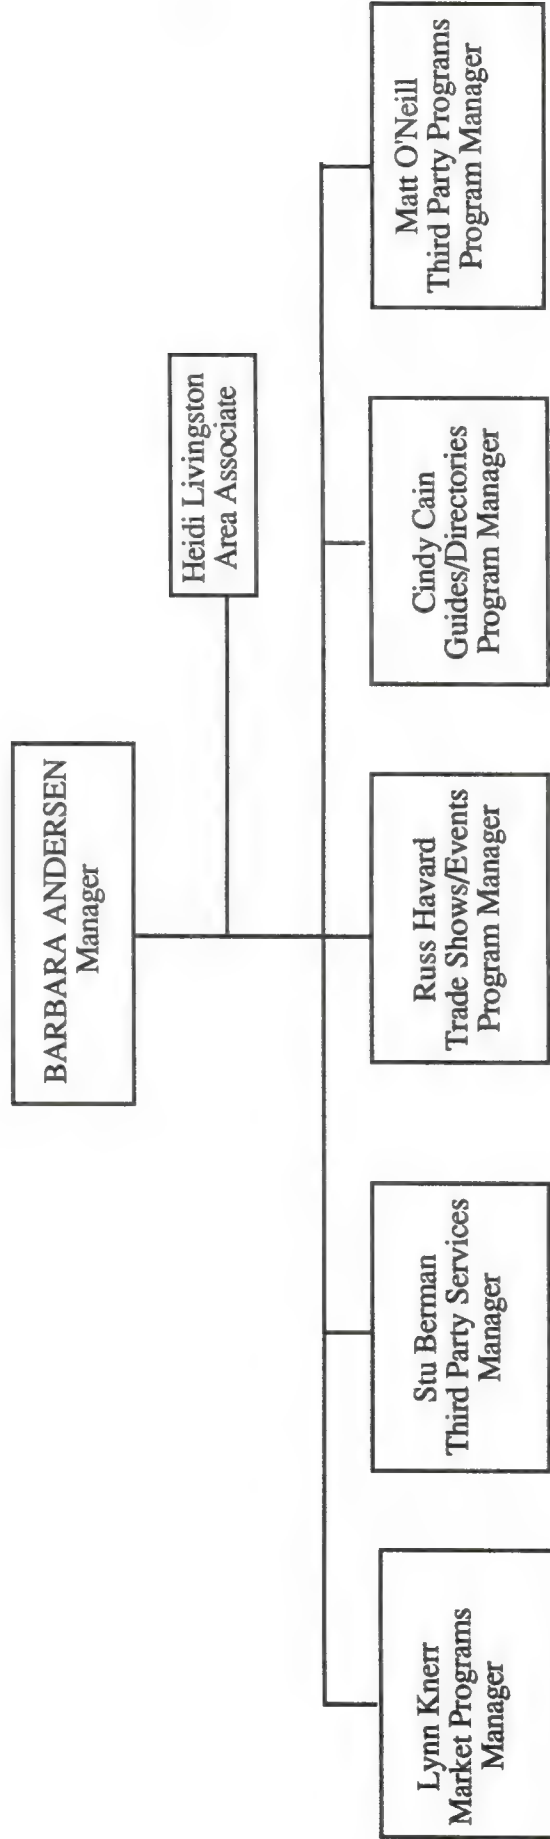 BARBARA ANDERSEN
Manager
Heidi Livingston
Area Associate
Lynn Knerr
Market Programs
Manager
Stu Berman
Third Party Services
Manager
Russ Havard
Trade Shows/Events
Program Manager
Cindy Cain
Guides/Directories
Program Manager
Matt O'Neill
Third Party Programs
Program Manager